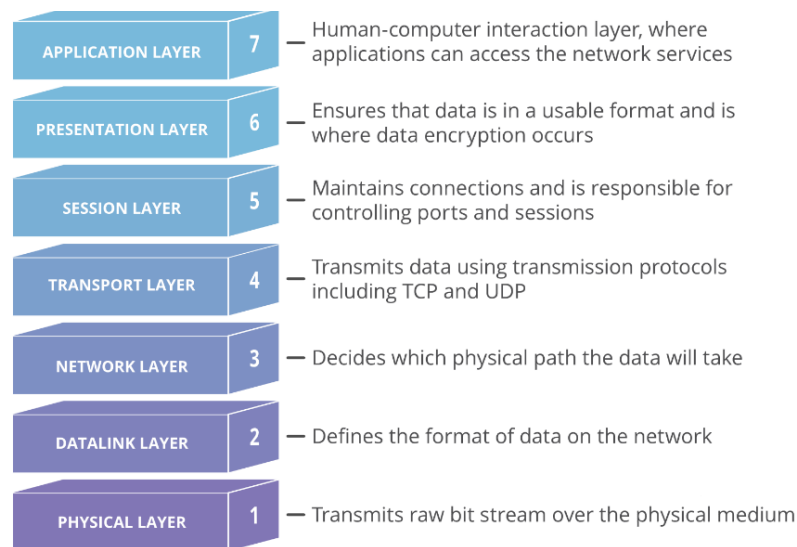 APPLICATION LAYER 7 — Human-computer interaction layer, where
applications can access the network services
PRESENTATION LAYER 6 — Ensures that data is in a usable format and is
where data encryption occurs
SESSION LAYER 5 — Maintains connections and is responsible for
controlling ports and sessions
TRANSPORT LAYER 4 — Transmits data using transmission protocols
including TCP and UDP
NETWORK LAYER 3 — Decides which physical path the data will take
DATALINK LAYER 2 — Defines the format of data on the network
PHYSICAL LAYER 1 — Transmits raw bit stream over the physical medium